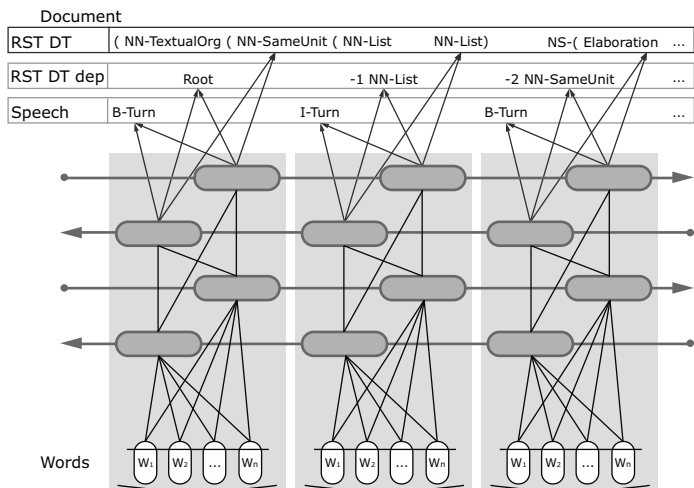 Document
RST DT ( NN-TextualOrg ( NN-SameUnit ( NN-List NN-List) NS-( Elaboration ...
RST DT dep Root -1 NN-List -2 NN-SameUnit ...
Speech B-Turn I-Turn B-Turn ...
Words W1 W2 ... Wn W1 W2 ... Wn W1 W2 ... Wn